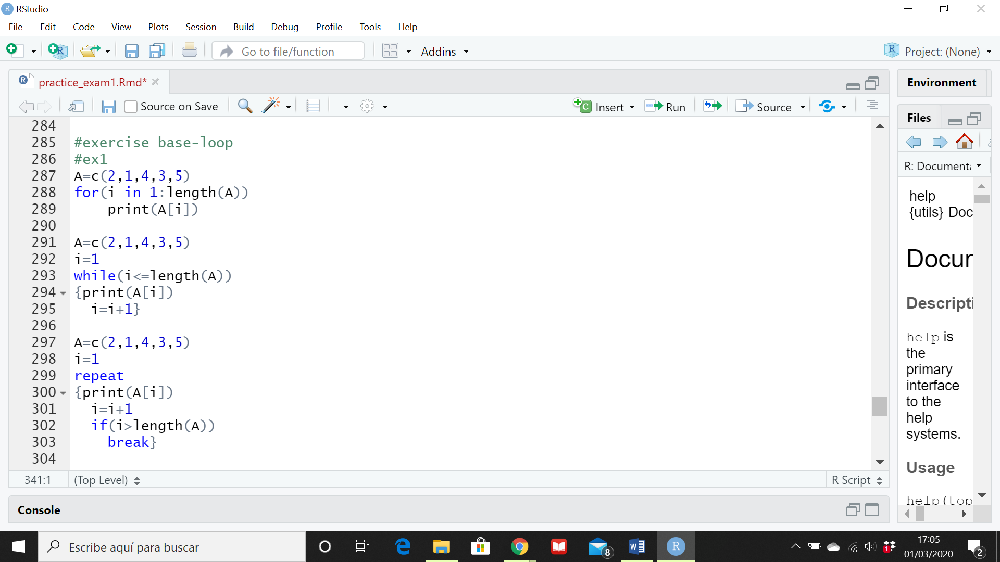 RStudio
File Edit Code View Plots Session Build Debug Profile Tools Help
Go to file/function Addins Project: (None)
practice_exam1.Rmd*
Source on Save Insert Run Source
284
285 #exercise base-loop
286 #ex1
287 A=c(2,1,4,3,5)
288 for(i in 1:length(A))
289     print(A[i])
290
291 A=c(2,1,4,3,5)
292 i=1
293 while(i<=length(A))
294 {print(A[i])
295   i=i+1}
296
297 A=c(2,1,4,3,5)
298 i=1
299 repeat
300 {print(A[i])
301   i=i+1
302   if(i>length(A))
303     break}
304
341:1 (Top Level) R Script
Console
Environment
Files
R: Documenta
help
{utils} Doc
Docum
Descripti
help is
the
primary
interface
to the
help
systems.
Usage
help(top
Escribe aquí para buscar
8
1
17:05
01/03/2020
2